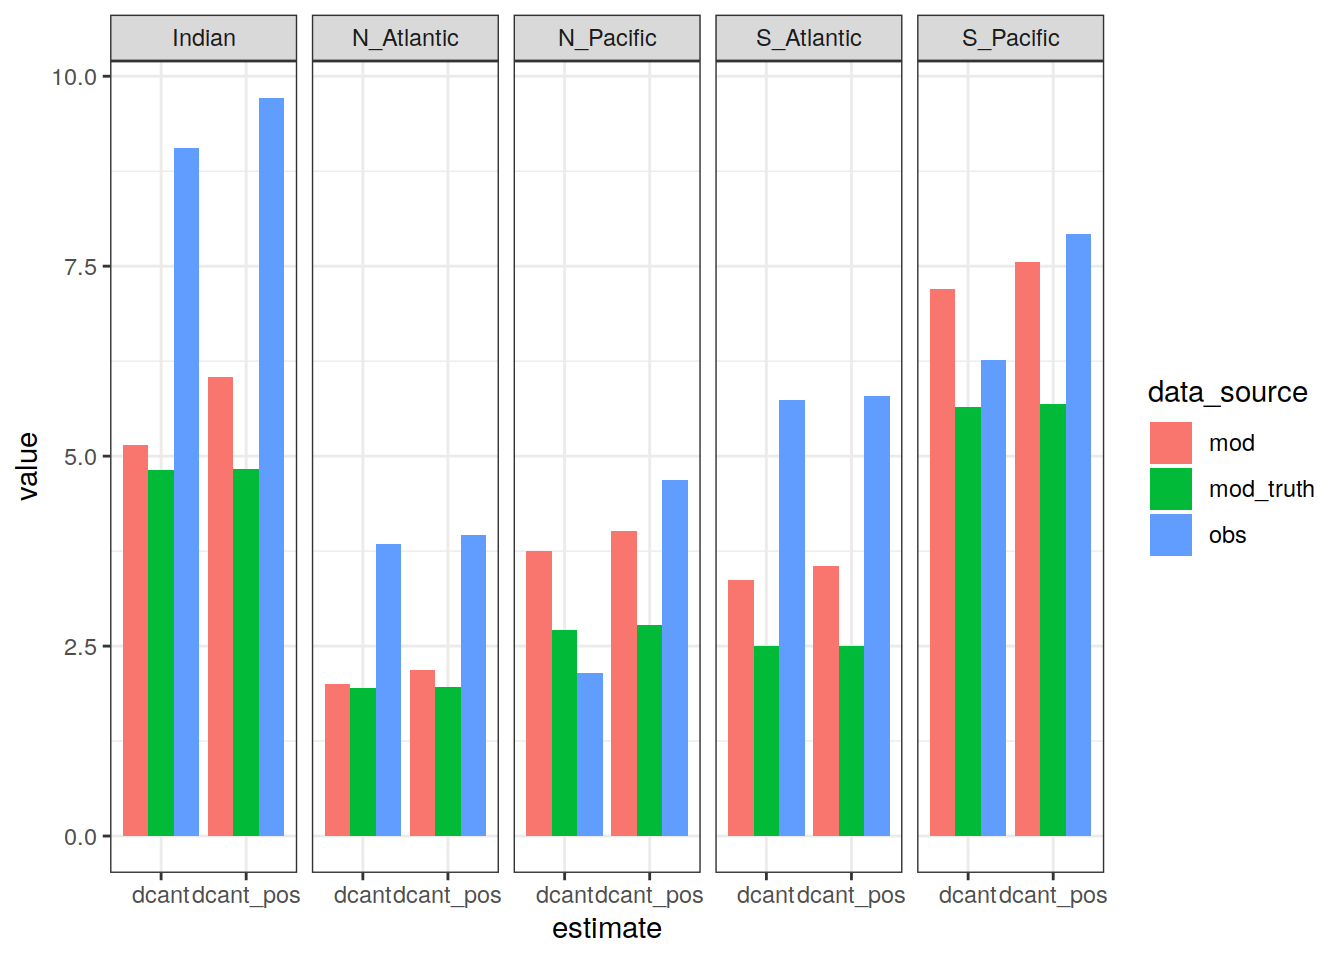 Indian N_Atlantic N_Pacific S_Atlantic S_Pacific
10.0
7.5
5.0
2.5
0.0
value
dcant dcant_pos dcant dcant_pos dcant dcant_pos dcant dcant_pos dcant dcant_pos
estimate
data_source
mod
mod_truth
obs